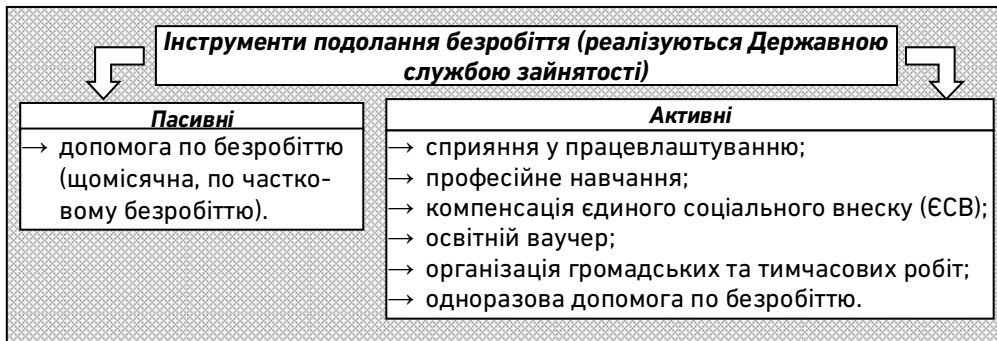 Інструменти подолання безробіття (реалізуються Державною
службою зайнятості)
Пасивні
→ допомога по безробіттю
(щомісячна, по частко-
вому безробіттю).
Активні
→ сприяння у працевлаштуванню;
→ професійне навчання;
→ компенсація єдиного соціального внеску (ЄСВ);
→ освітній ваучер;
→ організація громадських та тимчасових робіт;
→ одноразова допомога по безробіттю.